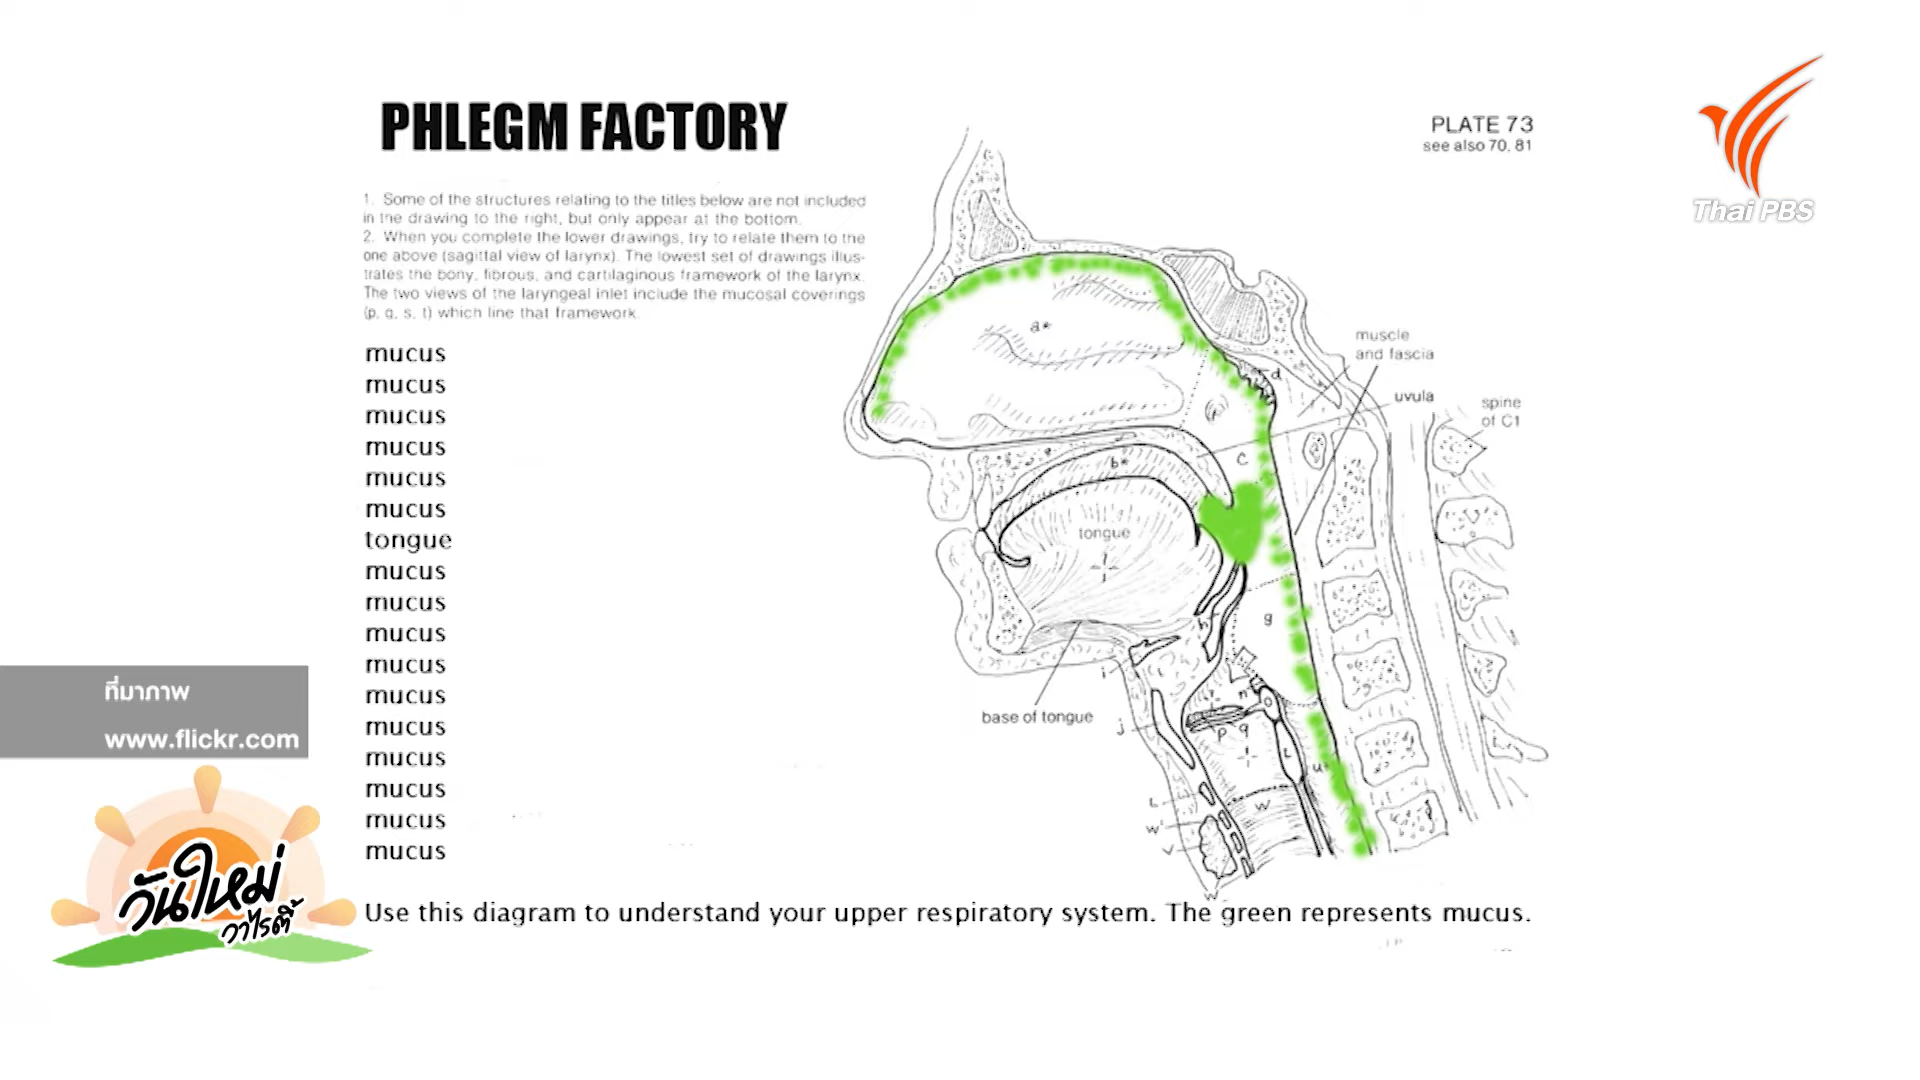 PHLEGM FACTORY
PLATE 73
see also 70, 81
Thai PBS
1. Some of the structures relating to the titles below are not included
in the drawing to the right, but only appear at the bottom.
2. When you complete the lower drawings, try to relate them to the
one above (sagittal view of larynx). The lowest set of drawings illus-
trates the bony, fibrous, and cartilaginous framework of the larynx.
The two views of the laryngeal inlet include the mucosal coverings
(p, q, s, t) which line that framework.
mucus
mucus
mucus
mucus
mucus
mucus
tongue
mucus
mucus
mucus
mucus
mucus
mucus
mucus
mucus
mucus
mucus
a*
d
muscle
and fascia
uvula
spine
of C1
c
b*
e
tongue
g
h
i
n
base of tongue
j
p q
L
u
L
w
w
v
w
ที่มาภาพ
www.flickr.com
วันใหม่
วาไรตี้
Use this diagram to understand your upper respiratory system. The green represents mucus.